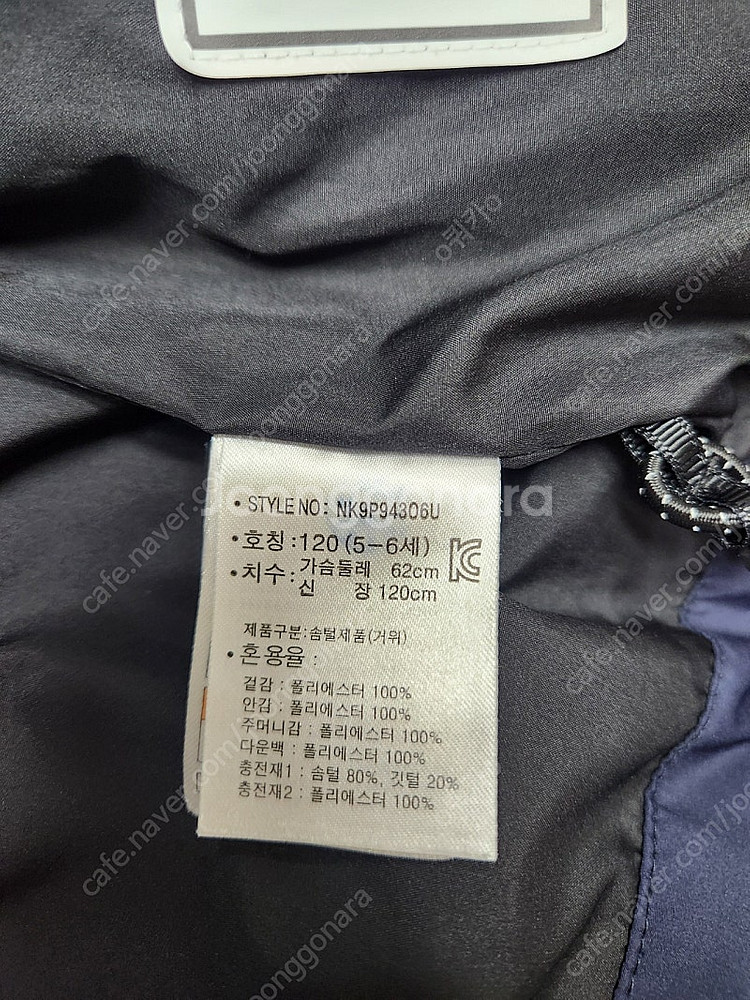 • STYLE NO: NK9P94306U
• 호칭:120 (5-6세)
• 치수: 가슴둘레 62cm
신 장 120cm
제품구분:솜털제품(거위)
• 혼용율 :
겉감 : 폴리에스터 100%
안감 : 폴리에스터 100%
주머니감 : 폴리에스터 100%
다운백 : 폴리에스터 100%
충전재1 : 솜털 80%, 깃털 20%
충전재2 : 폴리에스터 100%
joonggonara
cafe.naver.com/joonggonara